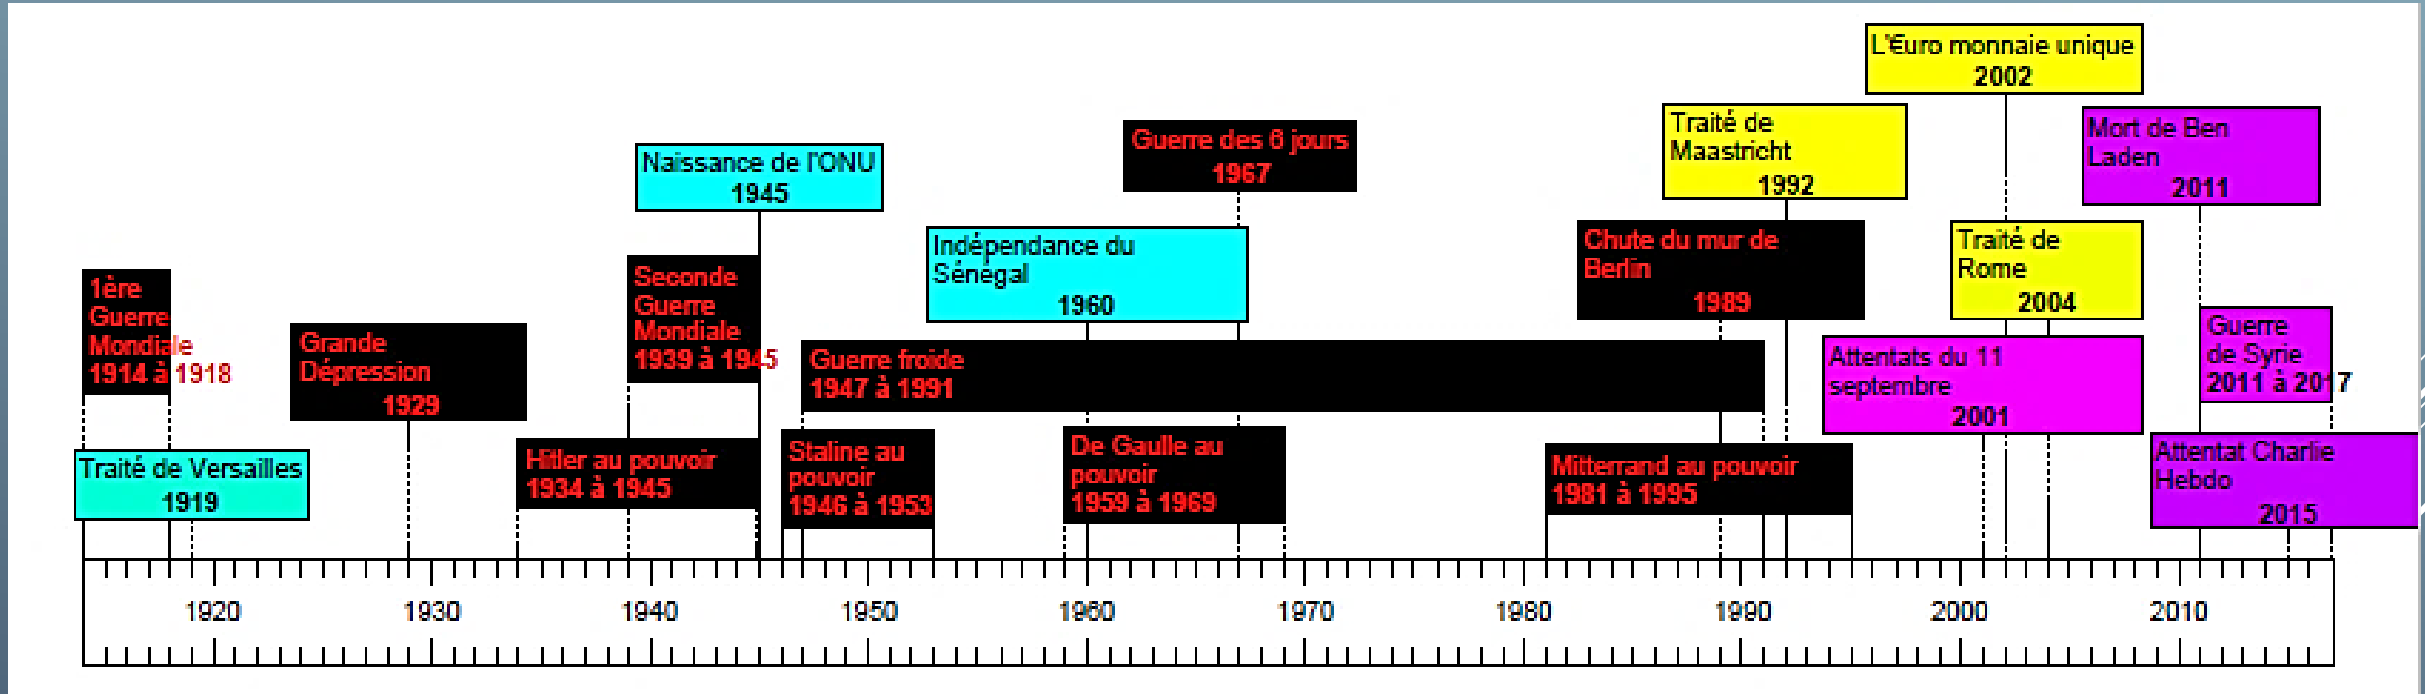 L'€uro monnaie unique
2002
Traité de
Maastricht
1992
Mort de Ben
Laden
2011
Guerre des 6 jours
1967
Naissance de l'ONU
1945
Indépendance du
Sénégal
1960
Chute du mur de
Berlin
1989
Traité de
Rome
2004
1ère
Guerre
Mondiale
1914 à 1918
Grande
Dépression
1929
Seconde
Guerre
Mondiale
1939 à 1945
Guerre froide
1947 à 1991
Attentats du 11
septembre
2001
Guerre
de Syrie
2011 à 2017
Traité de Versailles
1919
Hitler au pouvoir
1934 à 1945
Staline au
pouvoir
1946 à 1953
De Gaulle au
pouvoir
1959 à 1969
Mitterrand au pouvoir
1981 à 1995
Attentat Charlie
Hebdo
2015
1920 1930 1940 1950 1960 1970 1980 1990 2000 2010